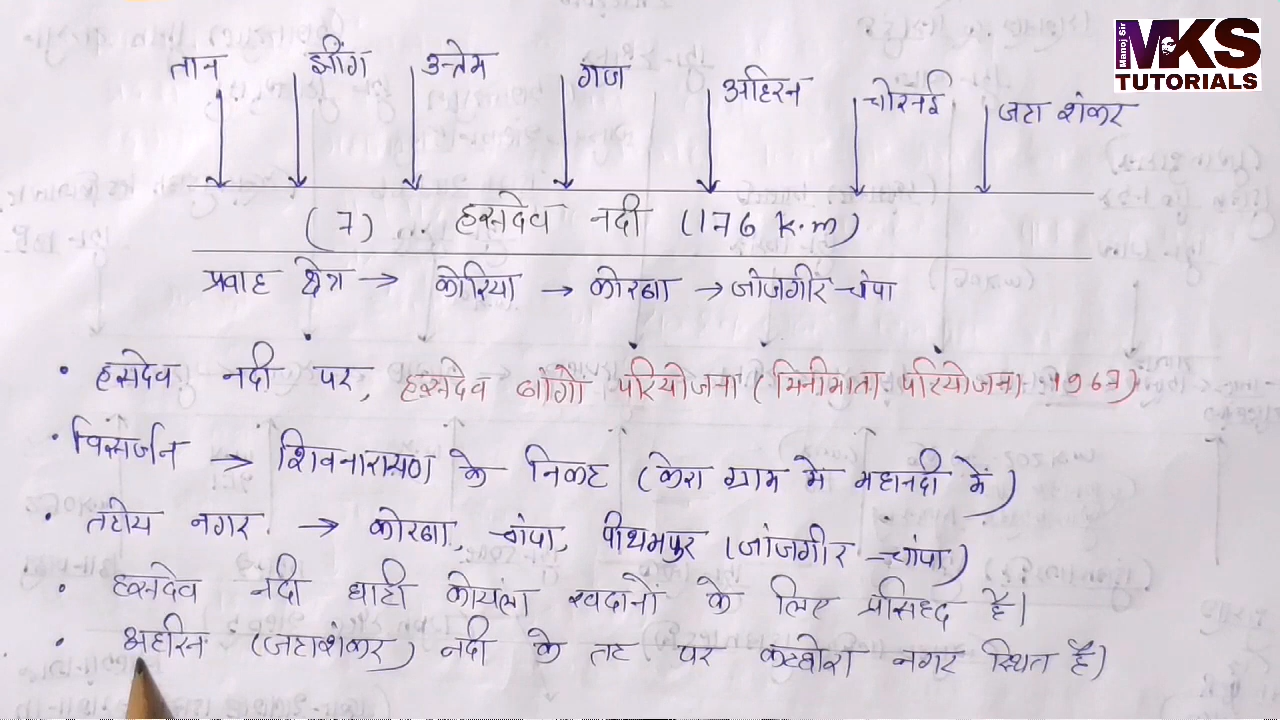 Manoj Sir
MKS
TUTORIALS
तान झींग उत्तेम गज अहिरन चोरनई जटा शंकर
(7) . हसदेव नदी (176 k.m)
प्रवाह क्षेत्र → कोरिया → कोरबा → जांजगीर-चंपा
• हसदेव नदी पर, हसदेव बांगो परियोजना (मिनीमाता परियोजना 1967)
• विसर्जन → शिवनारायण के निकट (केरा ग्राम मे महानदी में)
• तटीय नगर → कोरबा, चांपा, पीथमपुर (जांजगीर-चांपा)
• हसदेव नदी घाटी कोयला खदानों के लिए प्रसिध्द है।
• अहरिन (जटाशंकर) नदी के तट पर कटघोरा नगर स्थित है)